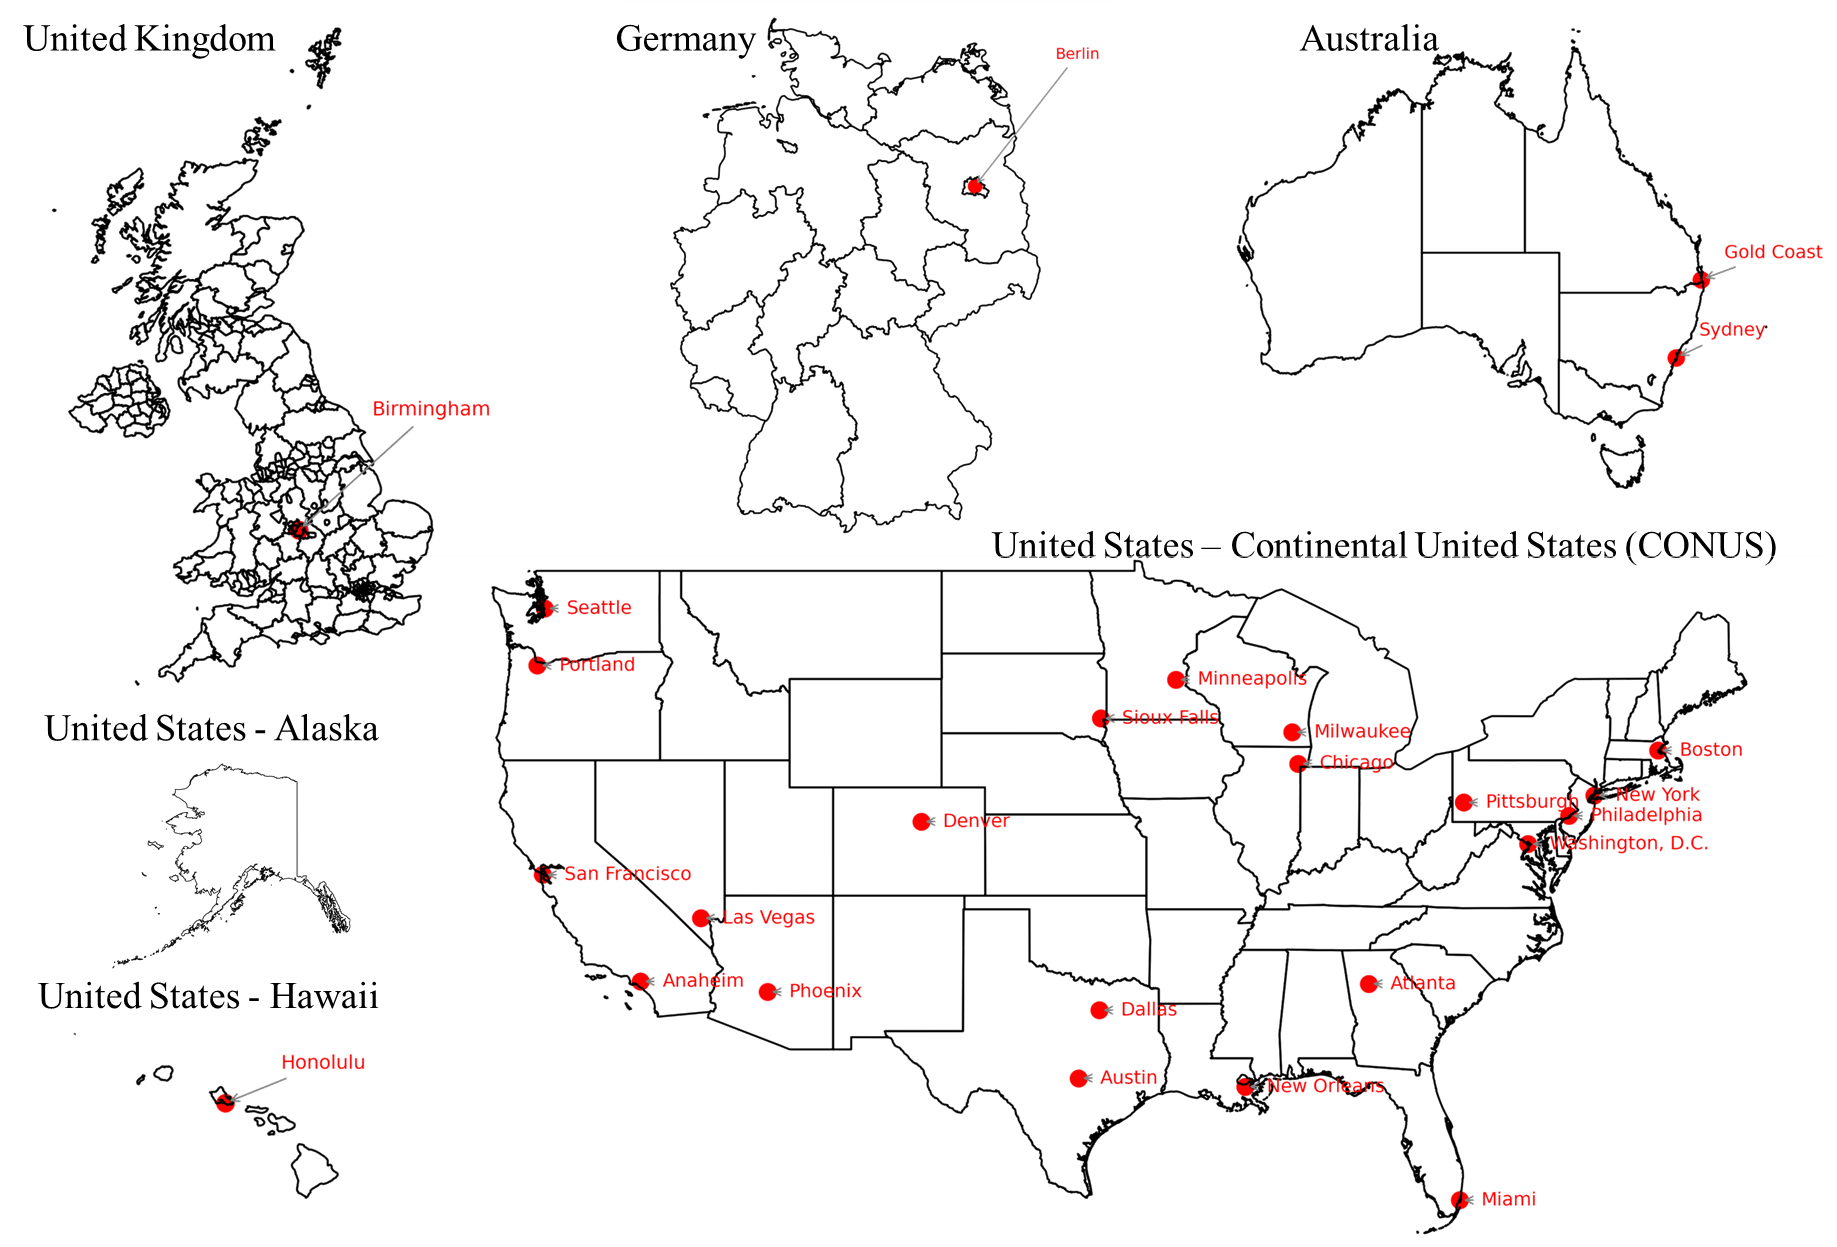 United Kingdom
Germany
Australia
Berlin
Gold Coast
Sydney
Birmingham
United States – Continental United States (CONUS)
Seattle
Portland
Minneapolis
Sioux Falls
Milwaukee
Boston
Chicago
Pittsburgh
New York
Philadelphia
Denver
Washington, D.C.
San Francisco
Las Vegas
Anaheim
Phoenix
Atlanta
Dallas
Austin
New Orleans
Miami
United States - Alaska
United States - Hawaii
Honolulu